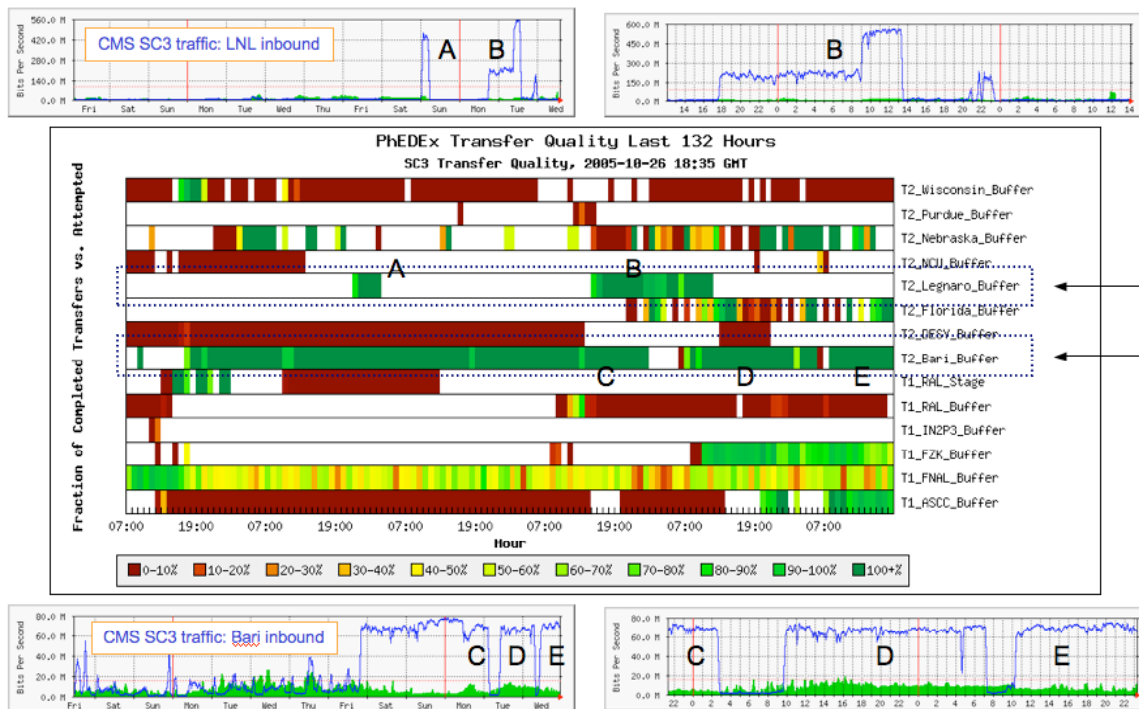 CMS SC3 traffic: LNL inbound
A
B
Bits Per Second
560.0 M
420.0 M
280.0 M
140.0 M
0.0 M
Fri Sat Sun Mon Tue Wed Thu Fri Sat Sun Mon Tue Wed
B
Bits Per Second
600.0 M
450.0 M
300.0 M
150.0 M
0.0 M
14 16 18 20 22 0 2 4 6 8 10 12 14 16 18 20 22 0 2 4 6 8 10 12 14
PhEDEx Transfer Quality Last 132 Hours
SC3 Transfer Quality, 2005-10-26 18:35 GMT
Fraction of Completed Transfers vs. Attempted
T2_Wisconsin_Buffer
T2_Purdue_Buffer
T2_Nebraska_Buffer
T2_NCU_Buffer
A
B
T2_Legnaro_Buffer
T2_Florida_Buffer
T2_DESY_Buffer
T2_Bari_Buffer
C
D
E
T1_RAL_Stage
T1_RAL_Buffer
T1_IN2P3_Buffer
T1_FZK_Buffer
T1_FNAL_Buffer
T1_ASCC_Buffer
07:00 19:00 07:00 19:00 07:00 19:00 07:00 19:00 07:00 19:00 07:00
Hour
0-10% 10-20% 20-30% 30-40% 40-50% 50-60% 60-70% 70-80% 80-90% 90-100% 100+%
CMS SC3 traffic: Bari inbound
C
D
E
Bits Per Second
80.0 M
60.0 M
40.0 M
20.0 M
0.0 M
Fri Sat Sun Mon Tue Wed Thu Fri Sat Sun Mon Tue Wed
C
D
E
Bits Per Second
80.0 M
60.0 M
40.0 M
20.0 M
0.0 M
22 0 2 4 6 8 10 12 14 16 18 20 22 0 2 4 6 8 10 12 14 16 18 20 22